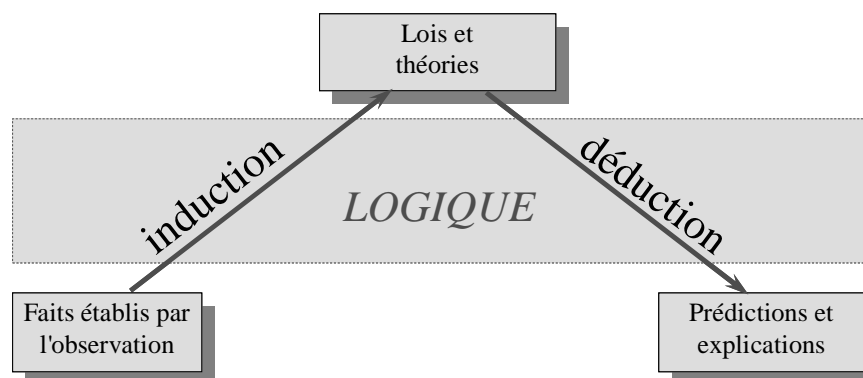 Lois et
théories
induction
déduction
LOGIQUE
Faits établis par
l'observation
Prédictions et
explications